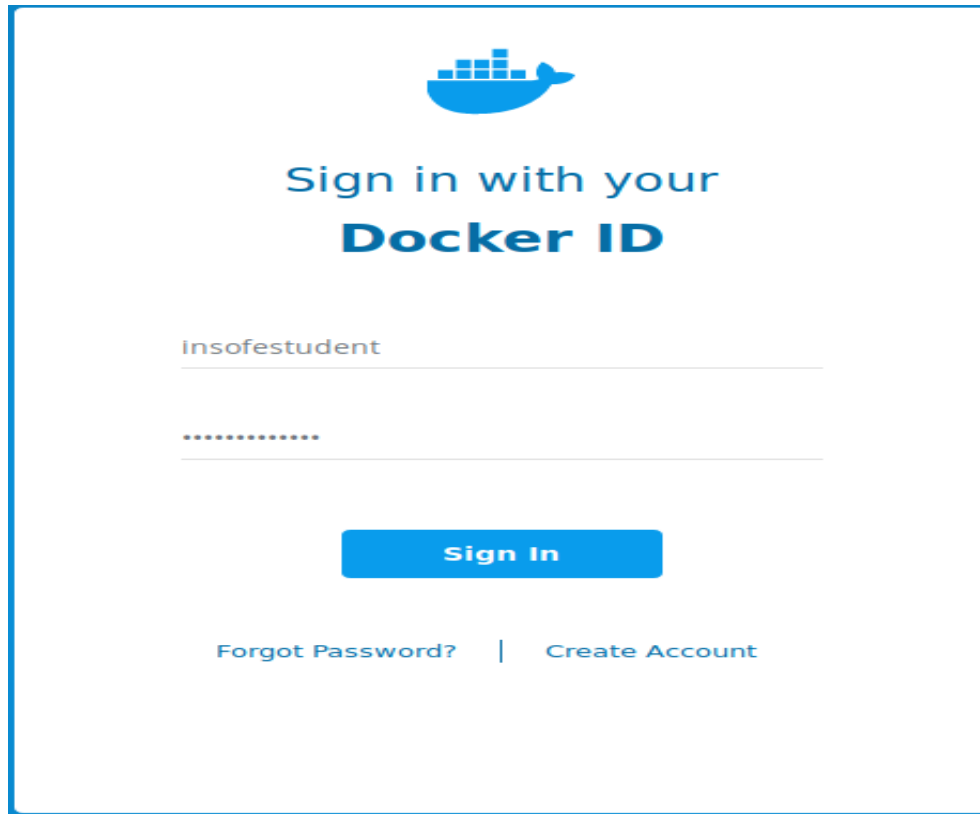 Sign in with your
Docker ID
insofestudent
•••••••••••••
Sign In
Forgot Password? | Create Account